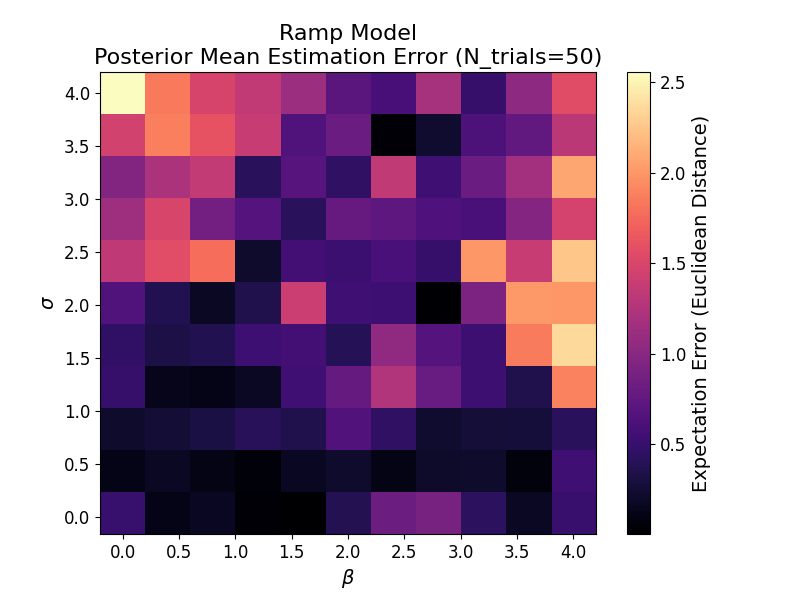 Ramp Model
Posterior Mean Estimation Error (N_trials=50)
4.0
3.5
3.0
2.5
2.0
1.5
1.0
0.5
0.0
σ
0.0 0.5 1.0 1.5 2.0 2.5 3.0 3.5 4.0
β
2.5
2.0
1.5
1.0
0.5
Expectation Error (Euclidean Distance)